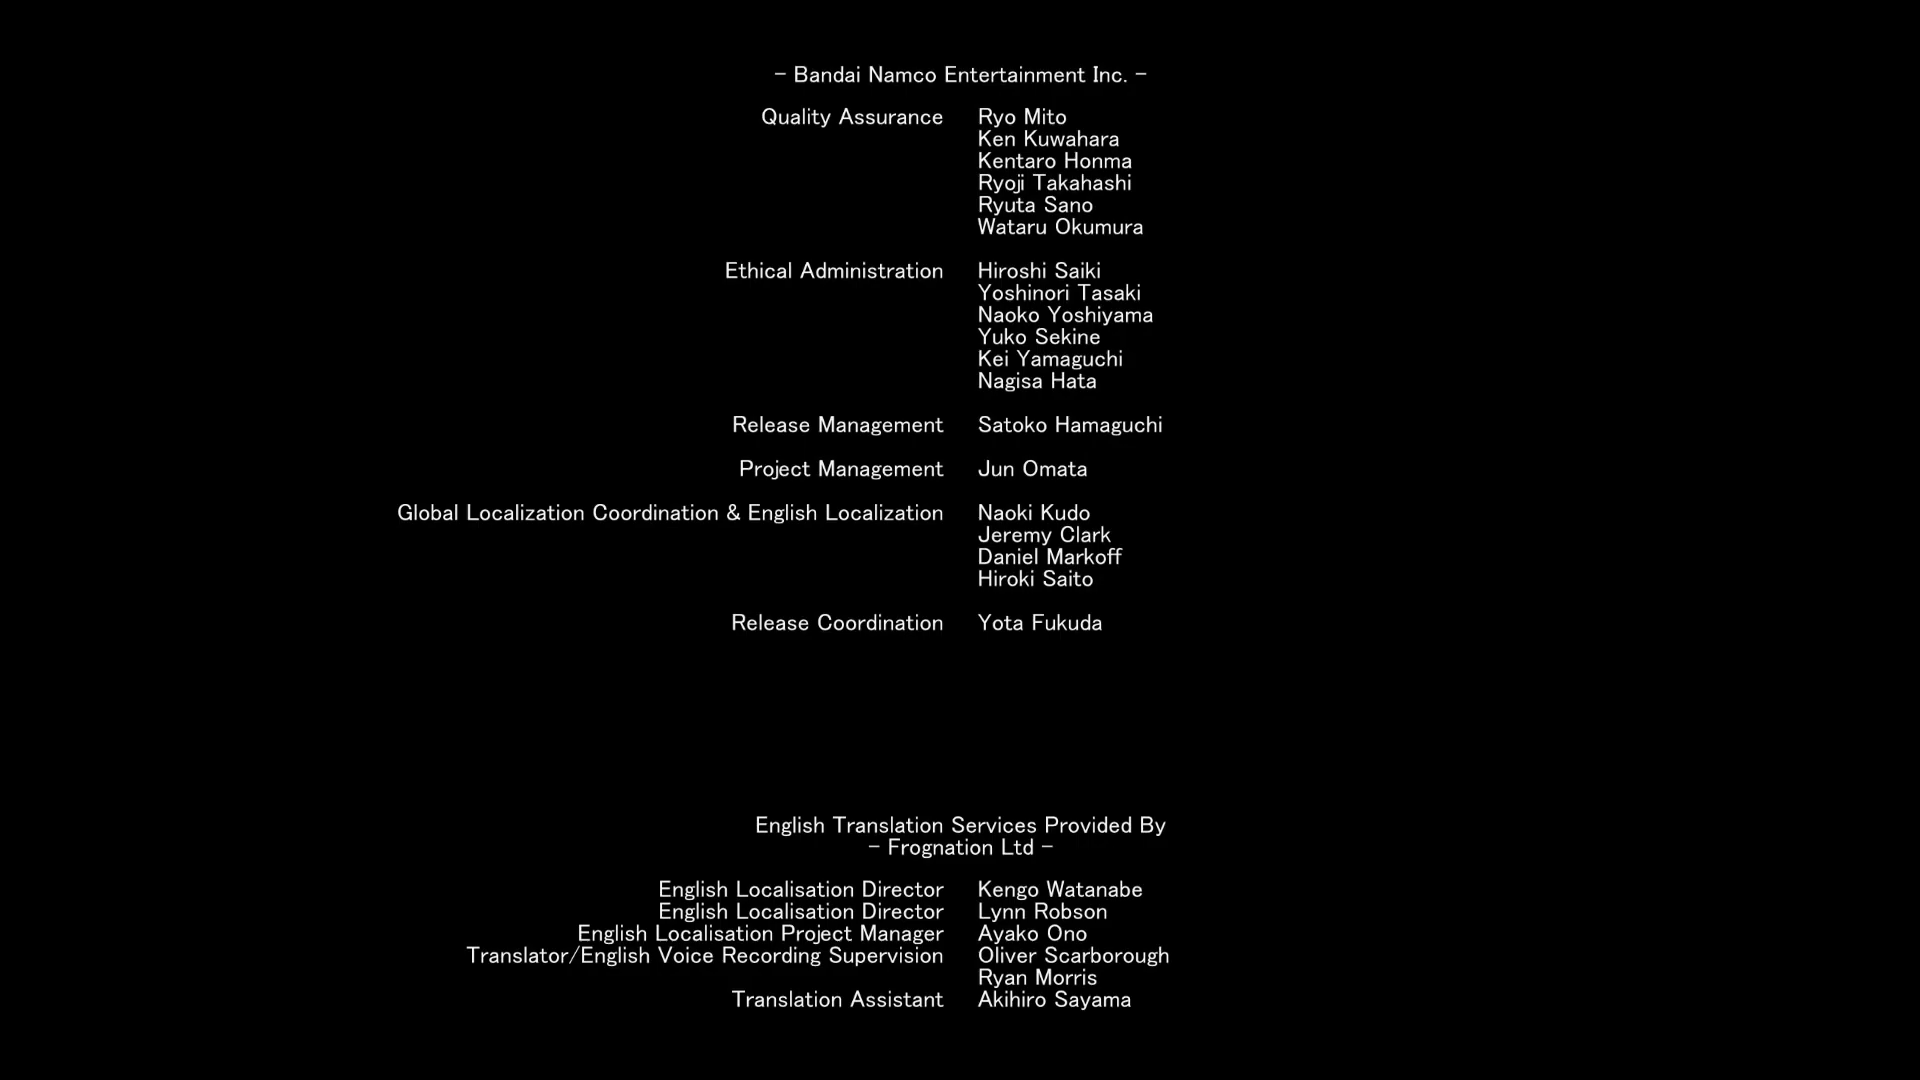 - Bandai Namco Entertainment Inc. -
Quality Assurance Ryo Mito
Ken Kuwahara
Kentaro Honma
Ryoji Takahashi
Ryuta Sano
Wataru Okumura
Ethical Administration Hiroshi Saiki
Yoshinori Tasaki
Naoko Yoshiyama
Yuko Sekine
Kei Yamaguchi
Nagisa Hata
Release Management Satoko Hamaguchi
Project Management Jun Omata
Global Localization Coordination & English Localization Naoki Kudo
Jeremy Clark
Daniel Markoff
Hiroki Saito
Release Coordination Yota Fukuda
English Translation Services Provided By
- Frognation Ltd -
English Localisation Director Kengo Watanabe
English Localisation Director Lynn Robson
English Localisation Project Manager Ayako Ono
Translator/English Voice Recording Supervision Oliver Scarborough
Ryan Morris
Translation Assistant Akihiro Sayama